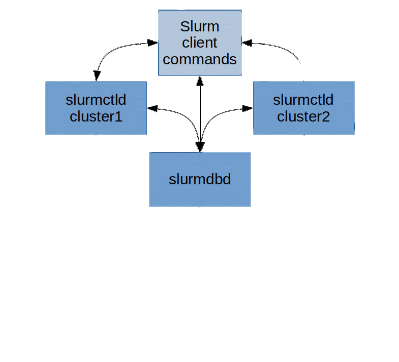 Slurm
client
commands
slurmctld
cluster1
slurmctld
cluster2
slurmdbd